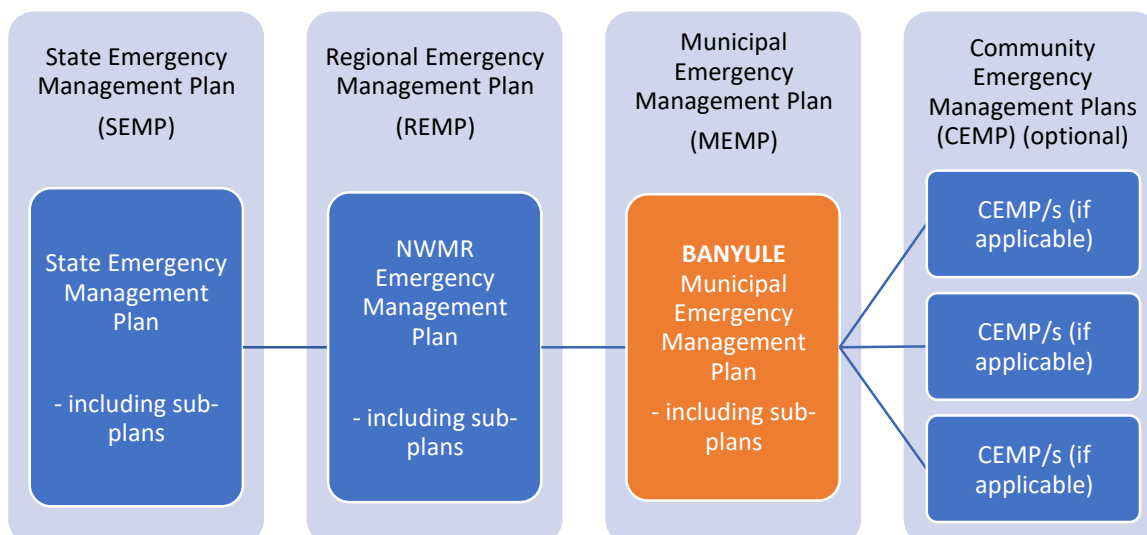 State Emergency
Management Plan
(SEMP)
State Emergency
Management
Plan
- including sub-
plans
Regional Emergency
Management Plan
(REMP)
NWMR
Emergency
Management
Plan
- including sub-
plans
Municipal
Emergency
Management Plan
(MEMP)
BANYULE
Municipal
Emergency
Management
Plan
- including sub-
plans
Community
Emergency
Management Plans
(CEMP) (optional)
CEMP/s (if
applicable)
CEMP/s (if
applicable)
CEMP/s (if
applicable)